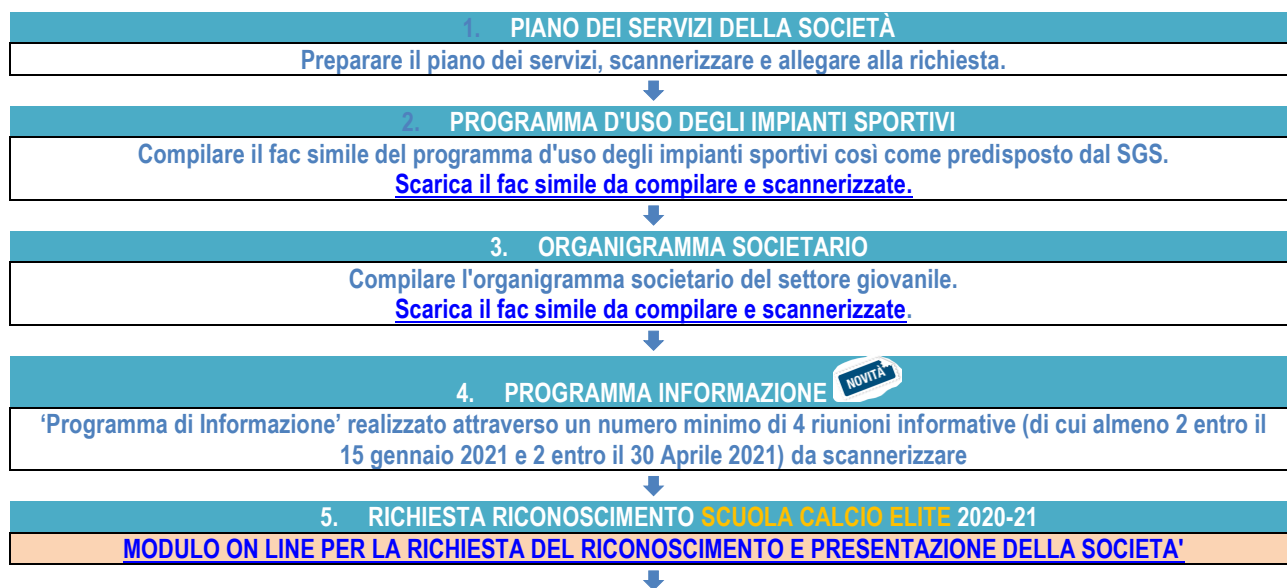 1. PIANO DEI SERVIZI DELLA SOCIETÀ
Preparare il piano dei servizi, scannerizzare e allegare alla richiesta.
2. PROGRAMMA D'USO DEGLI IMPIANTI SPORTIVI
Compilare il fac simile del programma d'uso degli impianti sportivi così come predisposto dal SGS.
Scarica il fac simile da compilare e scannerizzate.
3. ORGANIGRAMMA SOCIETARIO
Compilare l'organigramma societario del settore giovanile.
Scarica il fac simile da compilare e scannerizzate.
4. PROGRAMMA INFORMAZIONE NOVITÀ
‘Programma di Informazione’ realizzato attraverso un numero minimo di 4 riunioni informative (di cui almeno 2 entro il
15 gennaio 2021 e 2 entro il 30 Aprile 2021) da scannerizzare
5. RICHIESTA RICONOSCIMENTO SCUOLA CALCIO ELITE 2020-21
MODULO ON LINE PER LA RICHIESTA DEL RICONOSCIMENTO E PRESENTAZIONE DELLA SOCIETA'